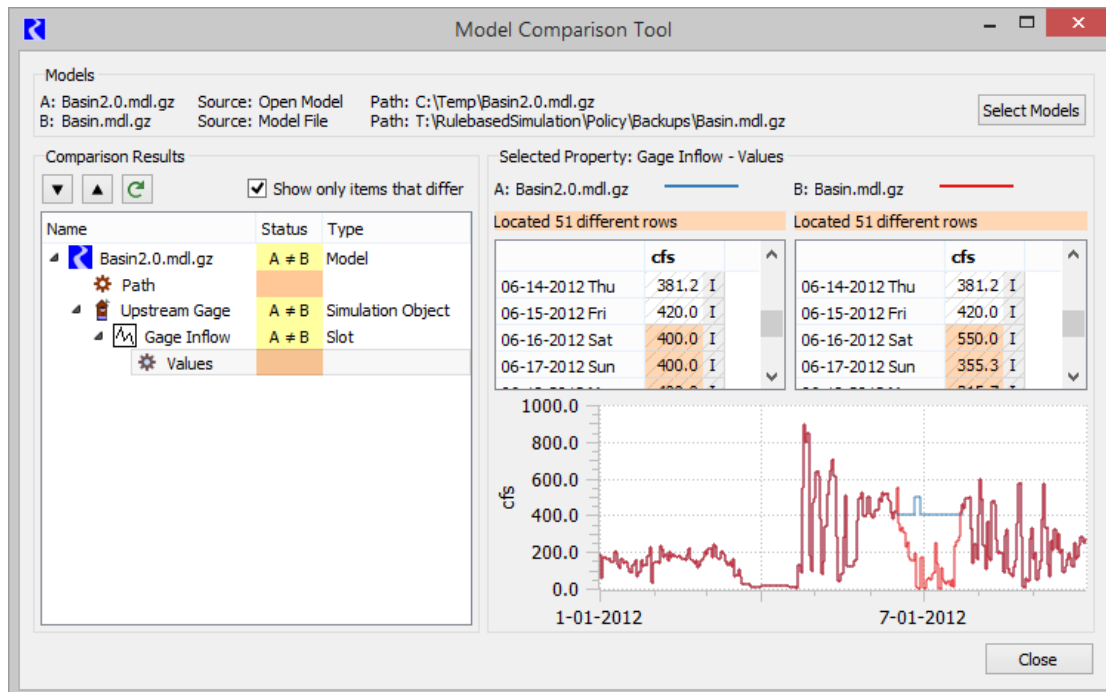 Model Comparison Tool
Models
A: Basin2.0.mdl.gz Source: Open Model Path: C:\Temp\Basin2.0.mdl.gz
B: Basin.mdl.gz Source: Model File Path: T:\RulebasedSimulation\Policy\Backups\Basin.mdl.gz
Select Models
Comparison Results
Show only items that differ
Name Status Type
Basin2.0.mdl.gz A ≠ B Model
Path
Upstream Gage A ≠ B Simulation Object
Gage Inflow A ≠ B Slot
Values
Selected Property: Gage Inflow - Values
A: Basin2.0.mdl.gz B: Basin.mdl.gz
Located 51 different rows Located 51 different rows
cfs cfs
06-14-2012 Thu 381.2 I 06-14-2012 Thu 381.2 I
06-15-2012 Fri 420.0 I 06-15-2012 Fri 420.0 I
06-16-2012 Sat 400.0 I 06-16-2012 Sat 550.0 I
06-17-2012 Sun 400.0 I 06-17-2012 Sun 355.3 I
1000.0
800.0
600.0
cfs
400.0
200.0
0.0
1-01-2012 7-01-2012
Close